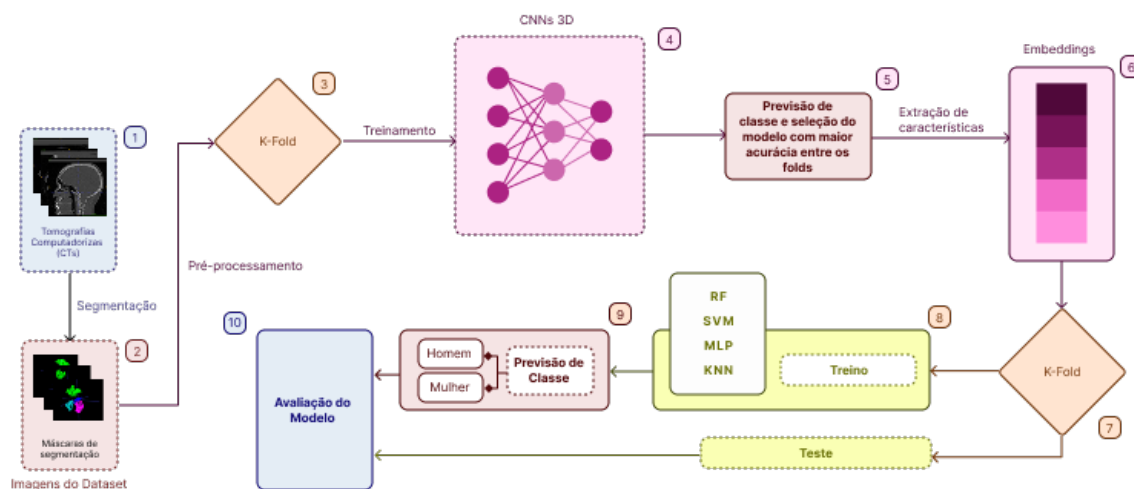 CNNs 3D
4
Embeddings
3
5
6
1
K-Fold
Treinamento
Previsão de
classe e seleção do
modelo com maior
acurácia entre os
folds
Extração de
características
Tomografias
Computadorizas
(CTs)
Pré-processamento
Segmentação
2
Máscaras de
segmentação
Imagens do Dataset
10
Avaliação do
Modelo
9
Homem
Mulher
Previsão de
Classe
RF
SVM
MLP
KNN
8
Treino
K-Fold
7
Teste